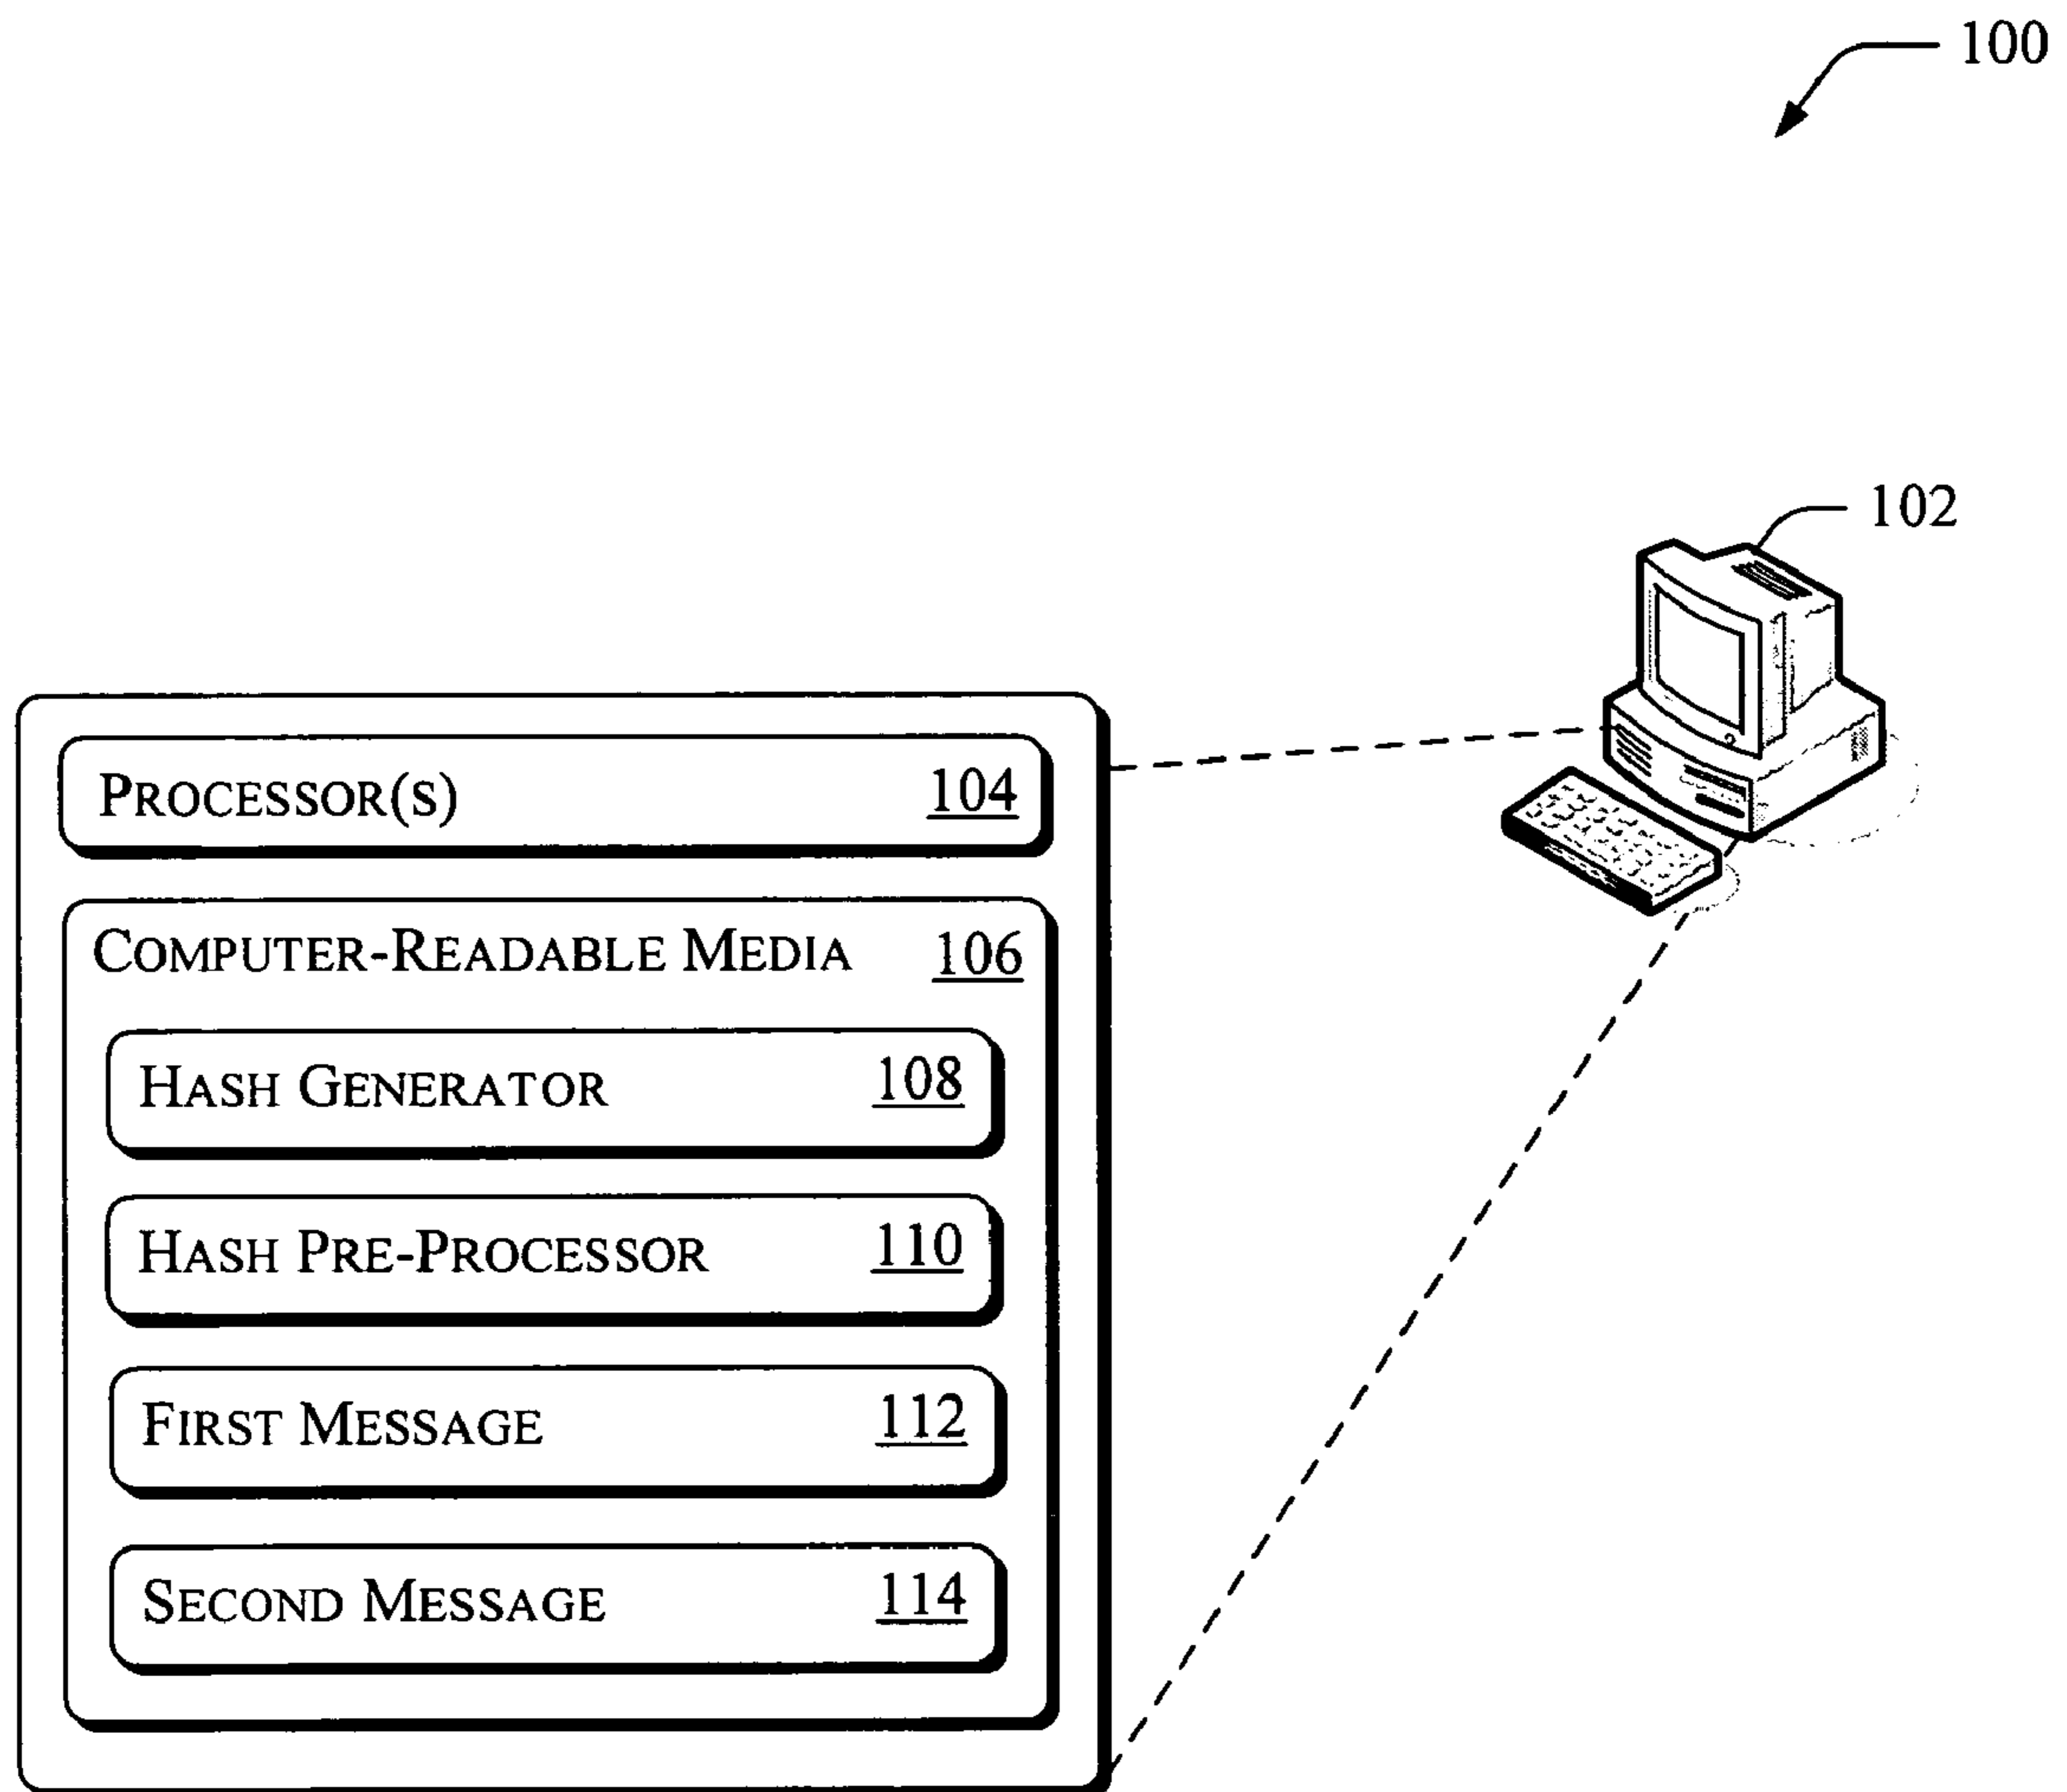 100
102
PROCESSOR(S) 104
COMPUTER-READABLE MEDIA 106
HASH GENERATOR 108
HASH PRE-PROCESSOR 110
FIRST MESSAGE 112
SECOND MESSAGE 114